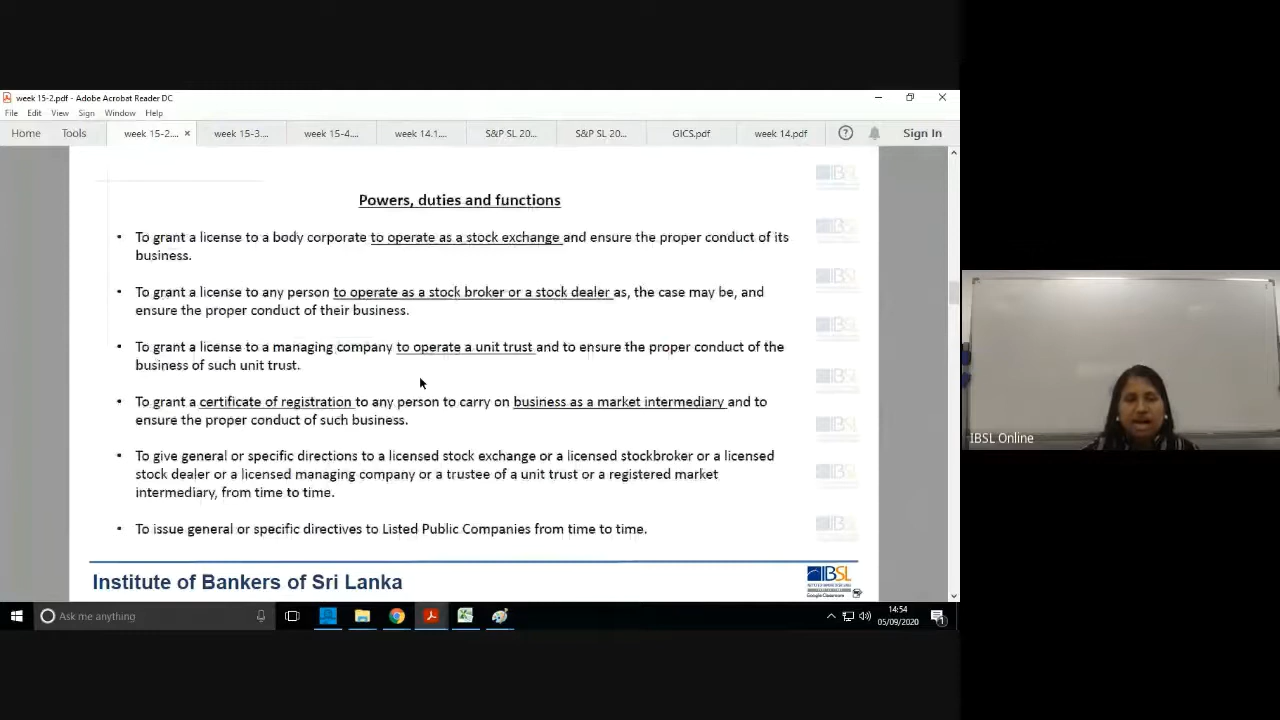 week 15-2.pdf - Adobe Acrobat Reader DC
File Edit View Sign Window Help
Home Tools week 15-2.... × week 15-3.... week 15-4.... week 14.1.... S&P SL 20... S&P SL 20... GICS.pdf week 14.pdf Sign In
Powers, duties and functions
• To grant a license to a body corporate to operate as a stock exchange and ensure the proper conduct of its
business.
• To grant a license to any person to operate as a stock broker or a stock dealer as, the case may be, and
ensure the proper conduct of their business.
• To grant a license to a managing company to operate a unit trust and to ensure the proper conduct of the
business of such unit trust.
• To grant a certificate of registration to any person to carry on business as a market intermediary and to
ensure the proper conduct of such business.
• To give general or specific directions to a licensed stock exchange or a licensed stockbroker or a licensed
stock dealer or a licensed managing company or a trustee of a unit trust or a registered market
intermediary, from time to time.
• To issue general or specific directives to Listed Public Companies from time to time.
Institute of Bankers of Sri Lanka
IBSL
Google Classroom
Ask me anything
14:54
05/09/2020
IBSL Online